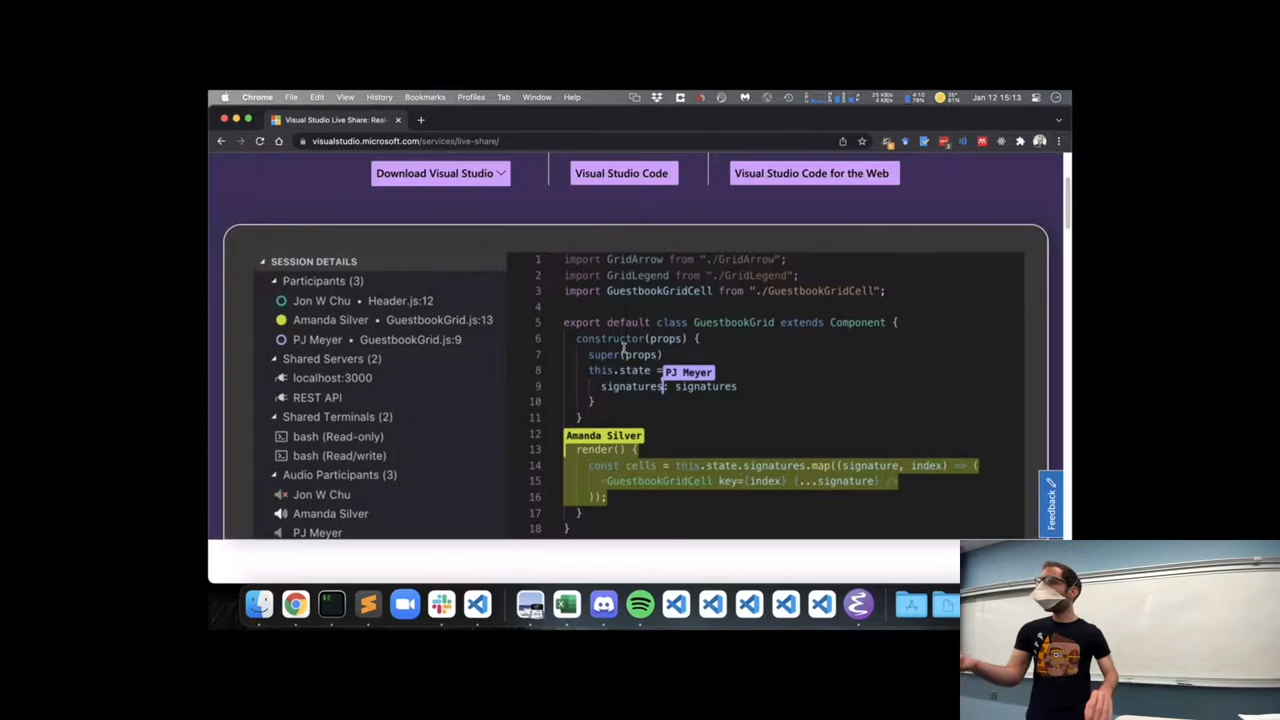 Chrome File Edit View History Bookmarks Profiles Tab Window Help Jan 12 15:13
Visual Studio Live Share: Real-
visualstudio.microsoft.com/services/live-share/
Download Visual Studio
Visual Studio Code
Visual Studio Code for the Web
SESSION DETAILS
Participants (3)
Jon W Chu • Header.js:12
Amanda Silver • GuestbookGrid.js:13
PJ Meyer • GuestbookGrid.js:9
Shared Servers (2)
localhost:3000
REST API
Shared Terminals (2)
bash (Read-only)
bash (Read/write)
Audio Participants (3)
Jon W Chu
Amanda Silver
PJ Meyer
1 import GridArrow from "./GridArrow";
2 import GridLegend from "./GridLegend";
3 import GuestbookGridCell from "./GuestbookGridCell";
4
5 export default class GuestbookGrid extends Component {
6 constructor(props) {
7 super(props)
8 this.state = PJ Meyer
9 signatures: signatures
10 }
11 }
12 Amanda Silver
13 render() {
14 const cells = this.state.signatures.map((signature, index) => (
15 <GuestbookGridCell key={index} {...signature} />
16 ));
17 }
18 }
Feedback